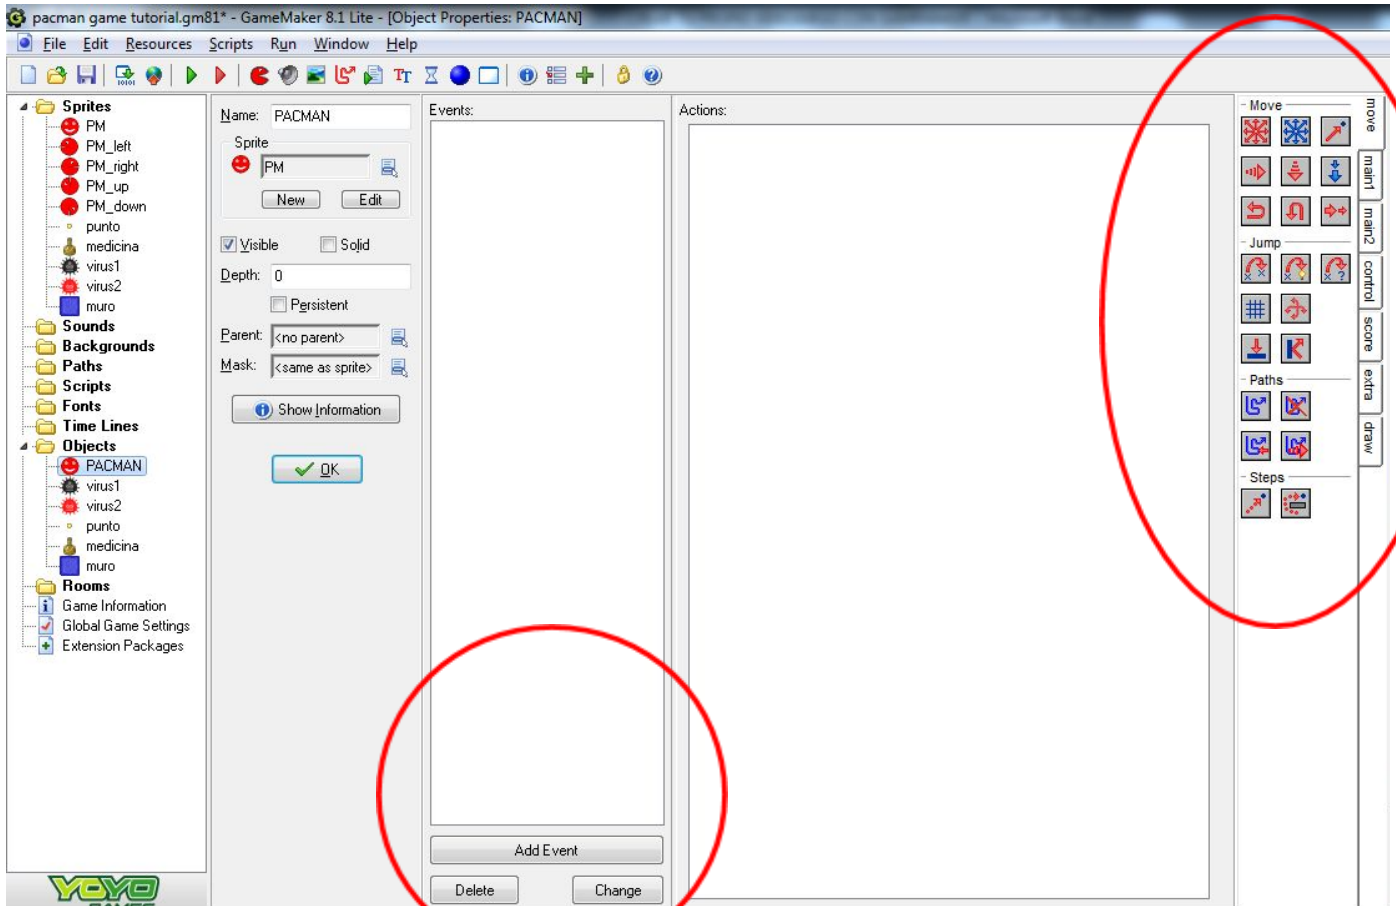 pacman game tutorial.gm81* - GameMaker 8.1 Lite - [Object Properties: PACMAN]
File Edit Resources Scripts Run Window Help
Sprites
PM
PM_left
PM_right
PM_up
PM_down
punto
medicina
virus1
virus2
muro
Sounds
Backgrounds
Paths
Scripts
Fonts
Time Lines
Objects
PACMAN
virus1
virus2
punto
medicina
muro
Rooms
Game Information
Global Game Settings
Extension Packages
YOYO
GAMES
Name: PACMAN
Sprite
PM
New Edit
Visible Solid
Depth: 0
Persistent
Parent: <no parent>
Mask: <same as sprite>
Show Information
OK
Events:
Add Event
Delete Change
Actions:
Move
Jump
Paths
Steps
move
main1
main2
control
score
extra
draw